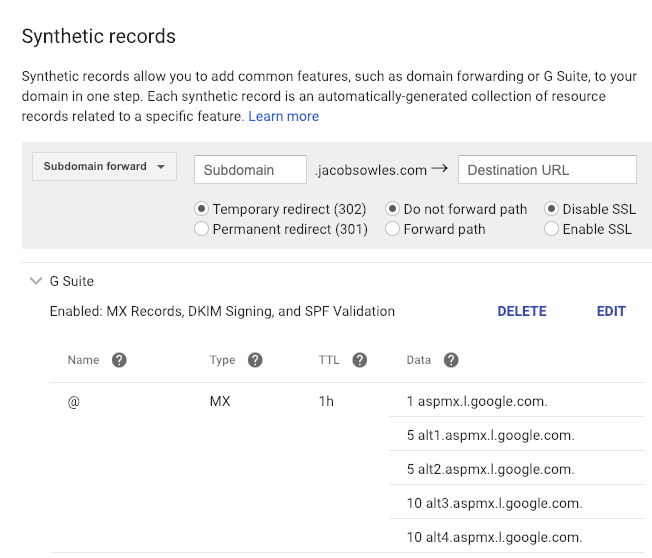 Synthetic records
Synthetic records allow you to add common features, such as domain forwarding or G Suite, to your
domain in one step. Each synthetic record is an automatically-generated collection of resource
records related to a specific feature. Learn more
Subdomain forward Subdomain .jacobsowles.com → Destination URL
Temporary redirect (302) Do not forward path Disable SSL
Permanent redirect (301) Forward path Enable SSL
G Suite
Enabled: MX Records, DKIM Signing, and SPF Validation DELETE EDIT
Name ? Type ? TTL ? Data ?
@ MX 1h 1 aspmx.l.google.com.
5 alt1.aspmx.l.google.com.
5 alt2.aspmx.l.google.com.
10 alt3.aspmx.l.google.com.
10 alt4.aspmx.l.google.com.